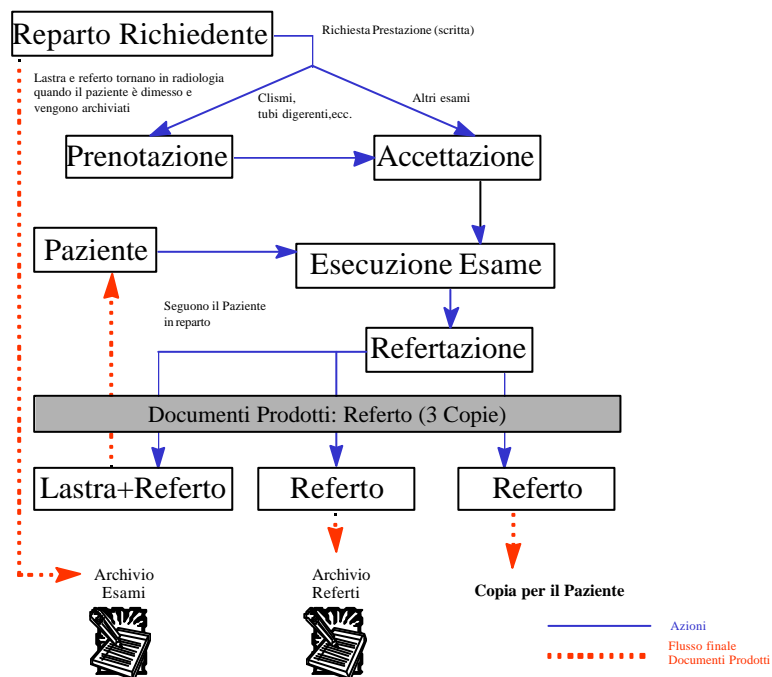 Reparto Richiedente
Richiesta Prestazione (scritta)
Lastra e referto tornano in radiologia
quando il paziente è dimesso e
vengono archiviati
Clismi,
tubi digerenti,ecc.
Altri esami
Prenotazione
Accettazione
Paziente
Esecuzione Esame
Seguono il Paziente
in reparto
Refertazione
Documenti Prodotti: Referto (3 Copie)
Lastra+Referto
Referto
Referto
Archivio
Esami
Archivio
Referti
Copia per il Paziente
Azioni
Flusso finale
Documenti Prodotti